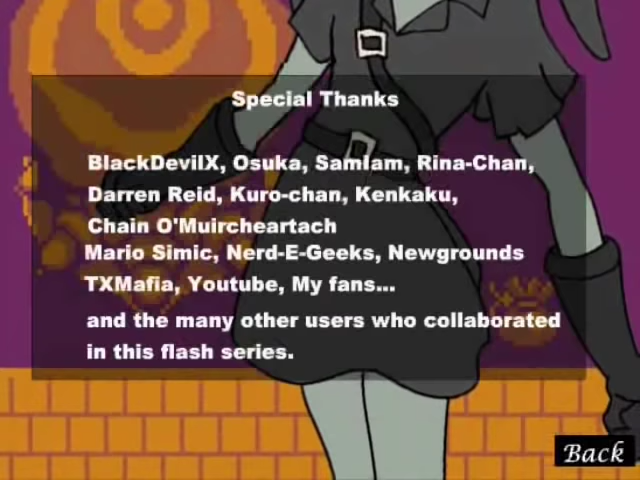 Special Thanks
BlackDevilX, Osuka, SamIam, Rina-Chan,
Darren Reid, Kuro-chan, Kenkaku,
Chain O'Muircheartach
Mario Simic, Nerd-E-Geeks, Newgrounds
TXMafia, Youtube, My fans...
and the many other users who collaborated
in this flash series.
Back